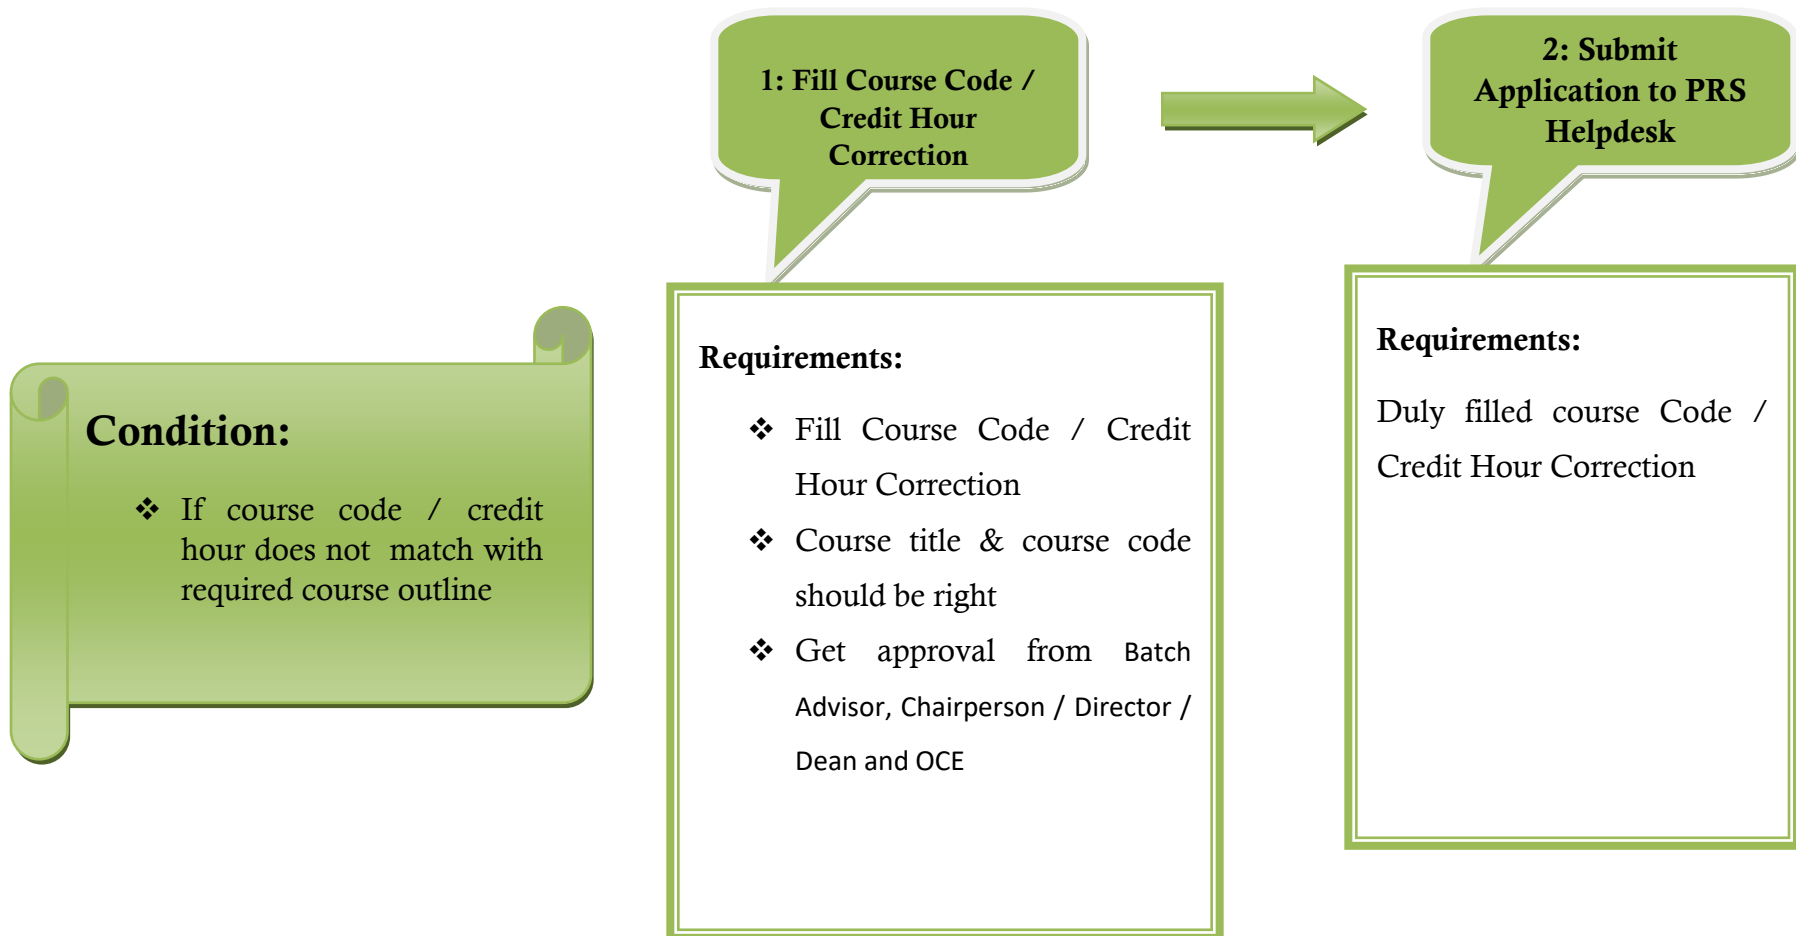 1: Fill Course Code /
Credit Hour
Correction
2: Submit
Application to PRS
Helpdesk
Condition:
❖ If course code / credit
hour does not match with
required course outline
Requirements:
❖ Fill Course Code / Credit
Hour Correction
❖ Course title & course code
should be right
❖ Get approval from Batch
Advisor, Chairperson / Director /
Dean and OCE
Requirements:
Duly filled course Code /
Credit Hour Correction